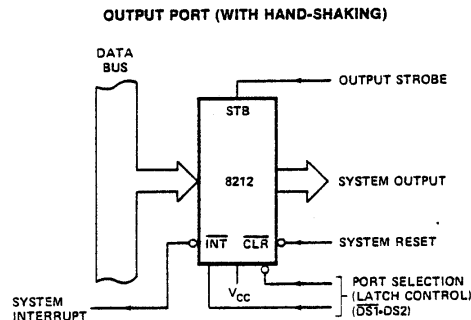 OUTPUT PORT (WITH HAND-SHAKING)
DATA
BUS
OUTPUT STROBE
STB
8212
SYSTEM OUTPUT
INT CLR
SYSTEM RESET
VCC
PORT SELECTION
(LATCH CONTROL)
(DS1•DS2)
SYSTEM
INTERRUPT